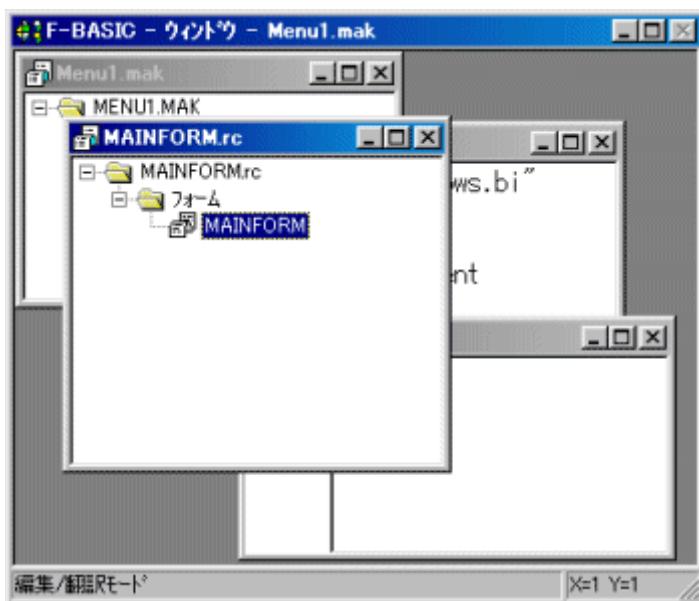 F-BASIC - ウィンドウ - Menu1.mak
Menu1.mak
MENU1.MAK
MAINFORM.rc
MAINFORM.rc
フォーム
MAINFORM
ws.bi"
nt
編集/翻訳モード
X=1 Y=1